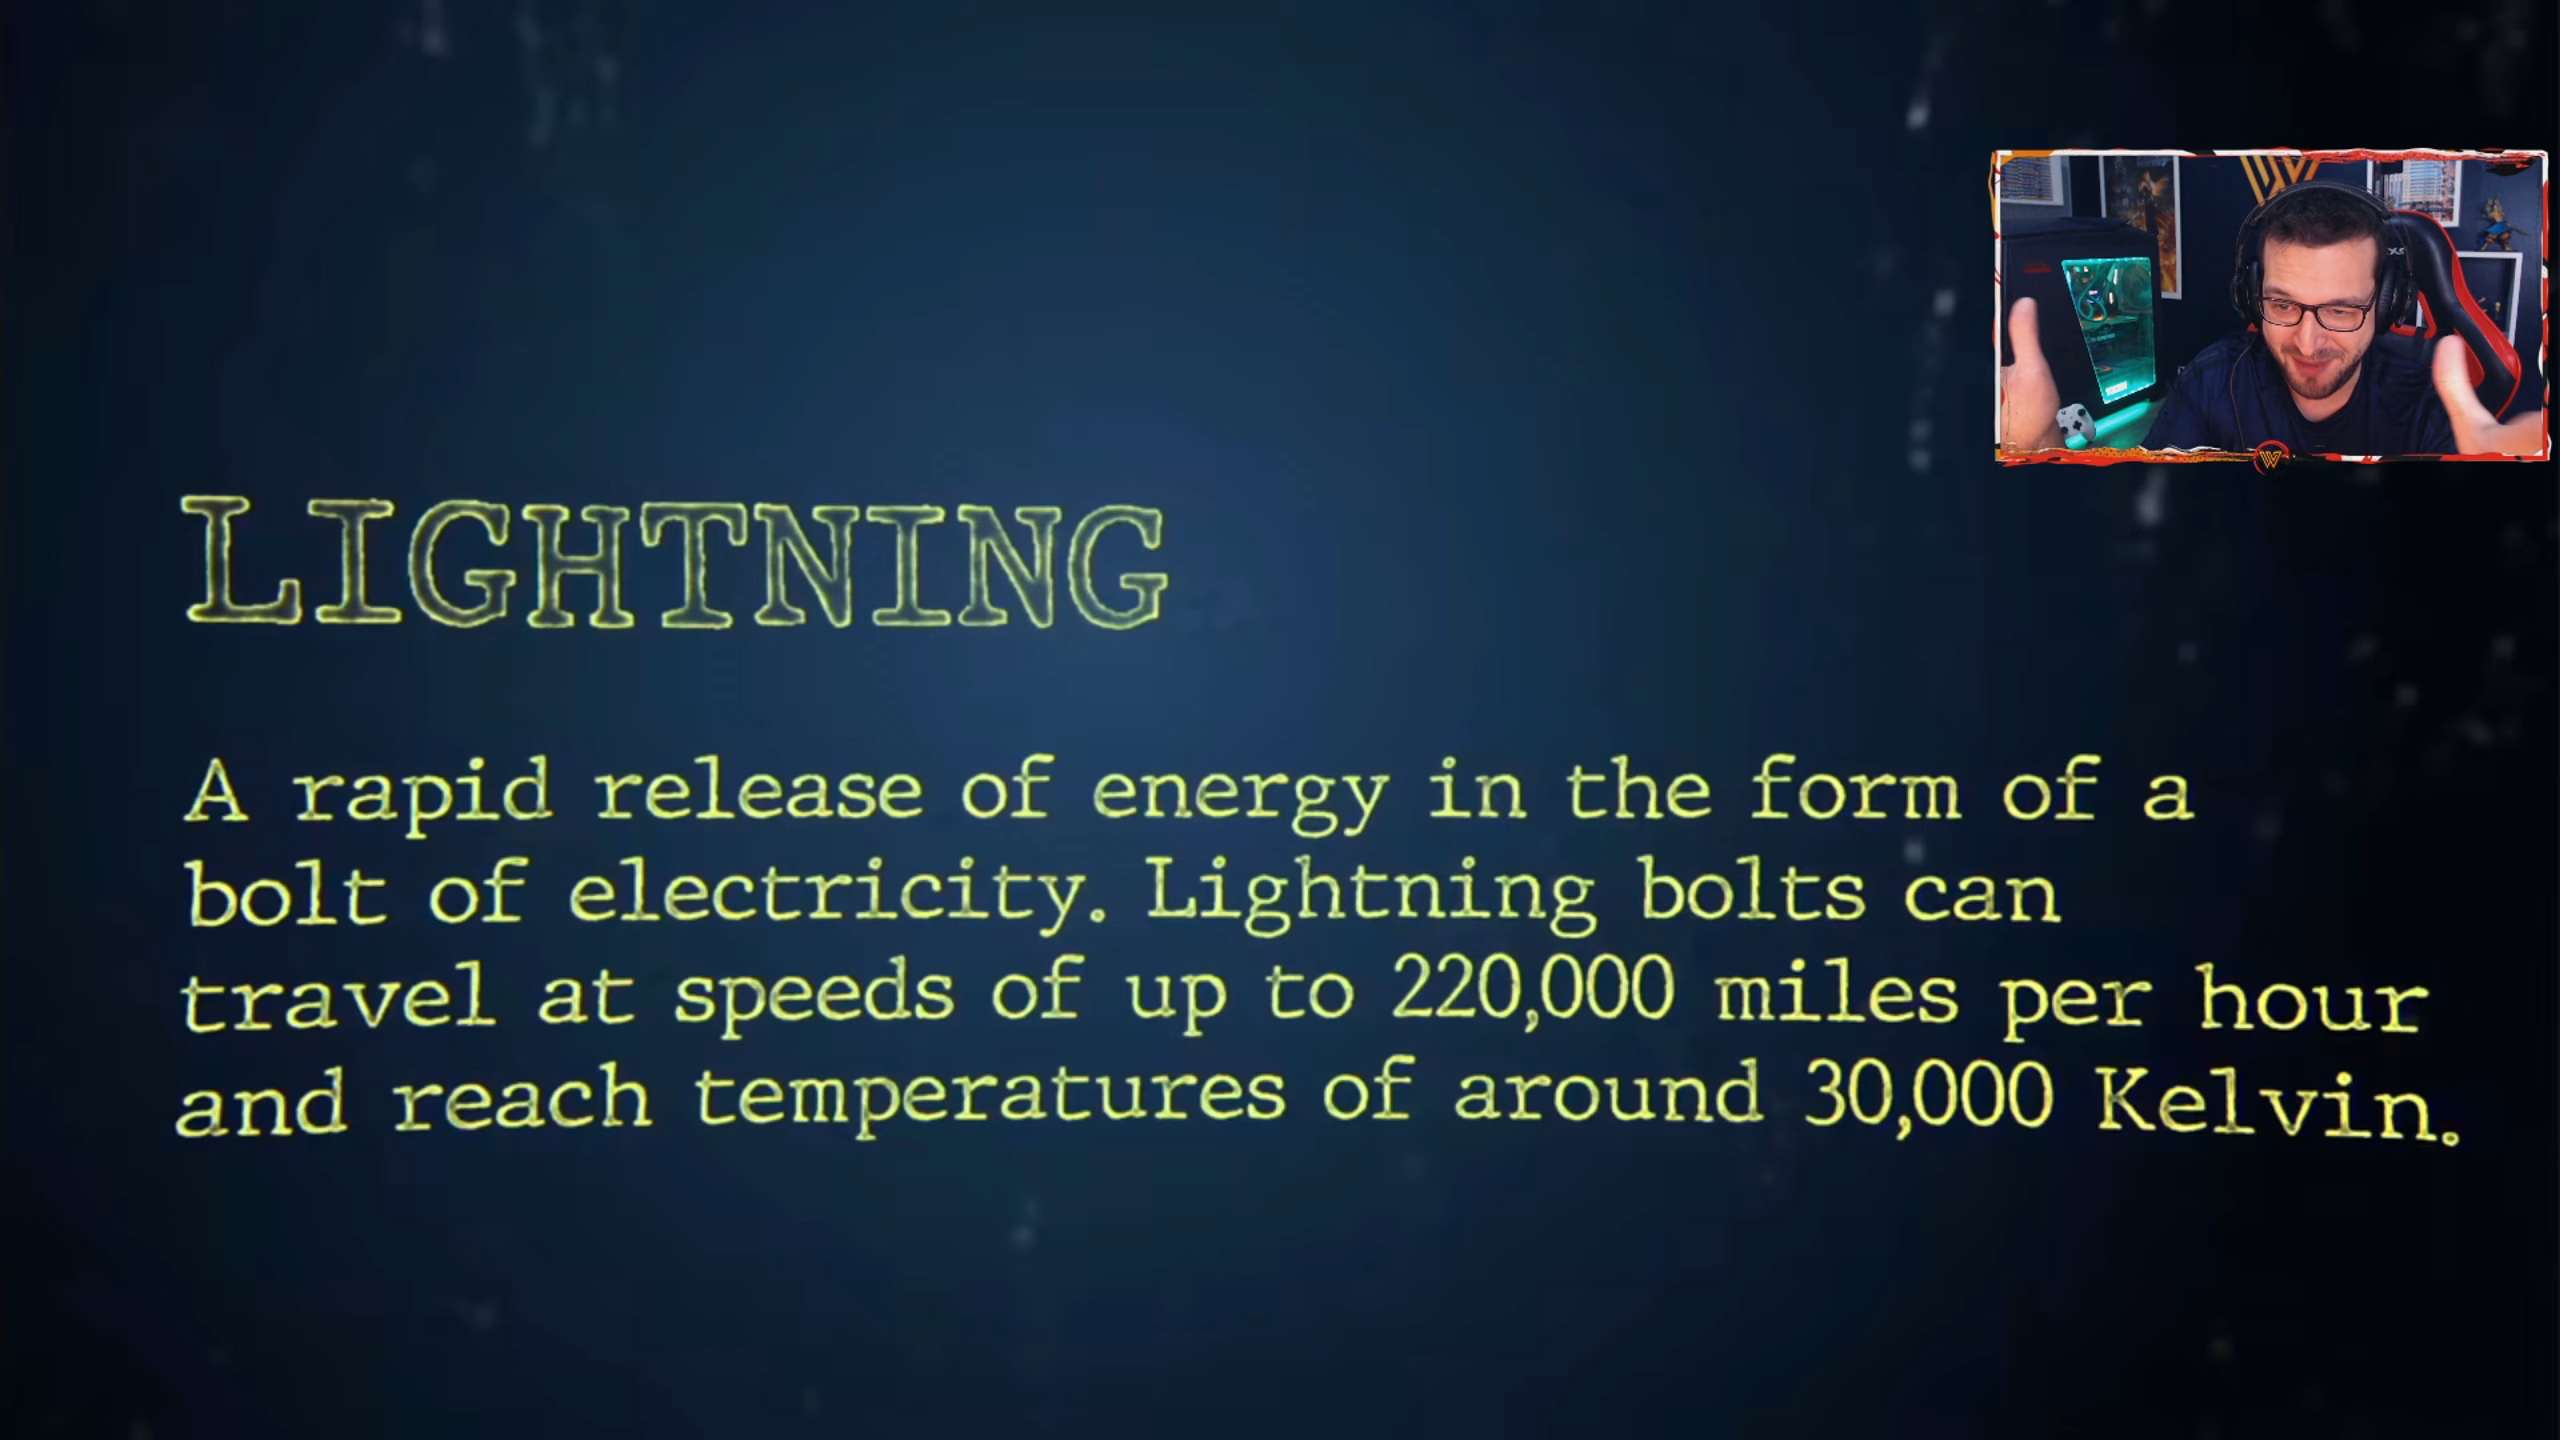 LIGHTNING
A rapid release of energy in the form of a
bolt of electricity. Lightning bolts can
travel at speeds of up to 220,000 miles per hour
and reach temperatures of around 30,000 Kelvin.